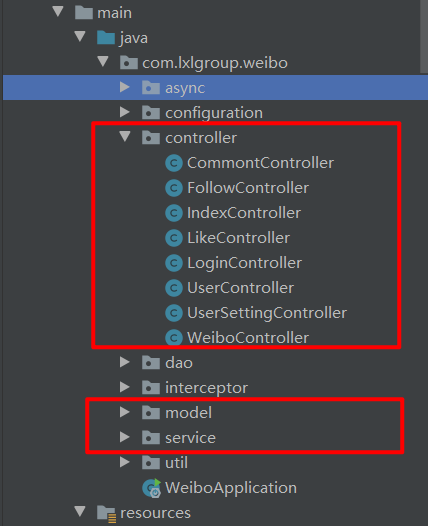 main
java
com.lxlgroup.weibo
async
configuration
controller
CommontController
FollowController
IndexController
LikeController
LoginController
UserController
UserSettingController
WeiboController
dao
interceptor
model
service
util
WeiboApplication
resources